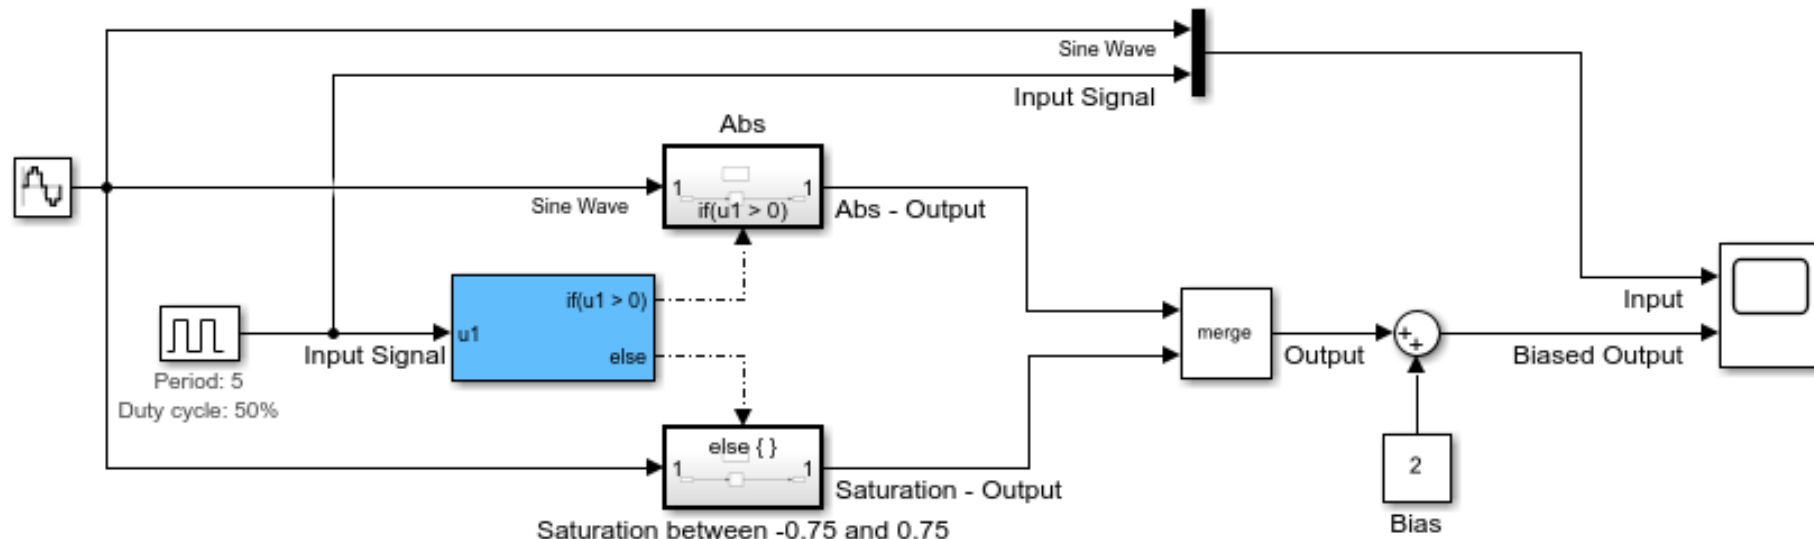 Sine Wave
Input Signal
Abs
1
1
if(u1 > 0)
Sine Wave
Abs - Output
if(u1 > 0)
u1
else
Input Signal
Period: 5
Duty cycle: 50%
merge
Output
+
+
Input
Biased Output
else { }
1
1
Saturation - Output
Saturation between -0.75 and 0.75
2
Bias